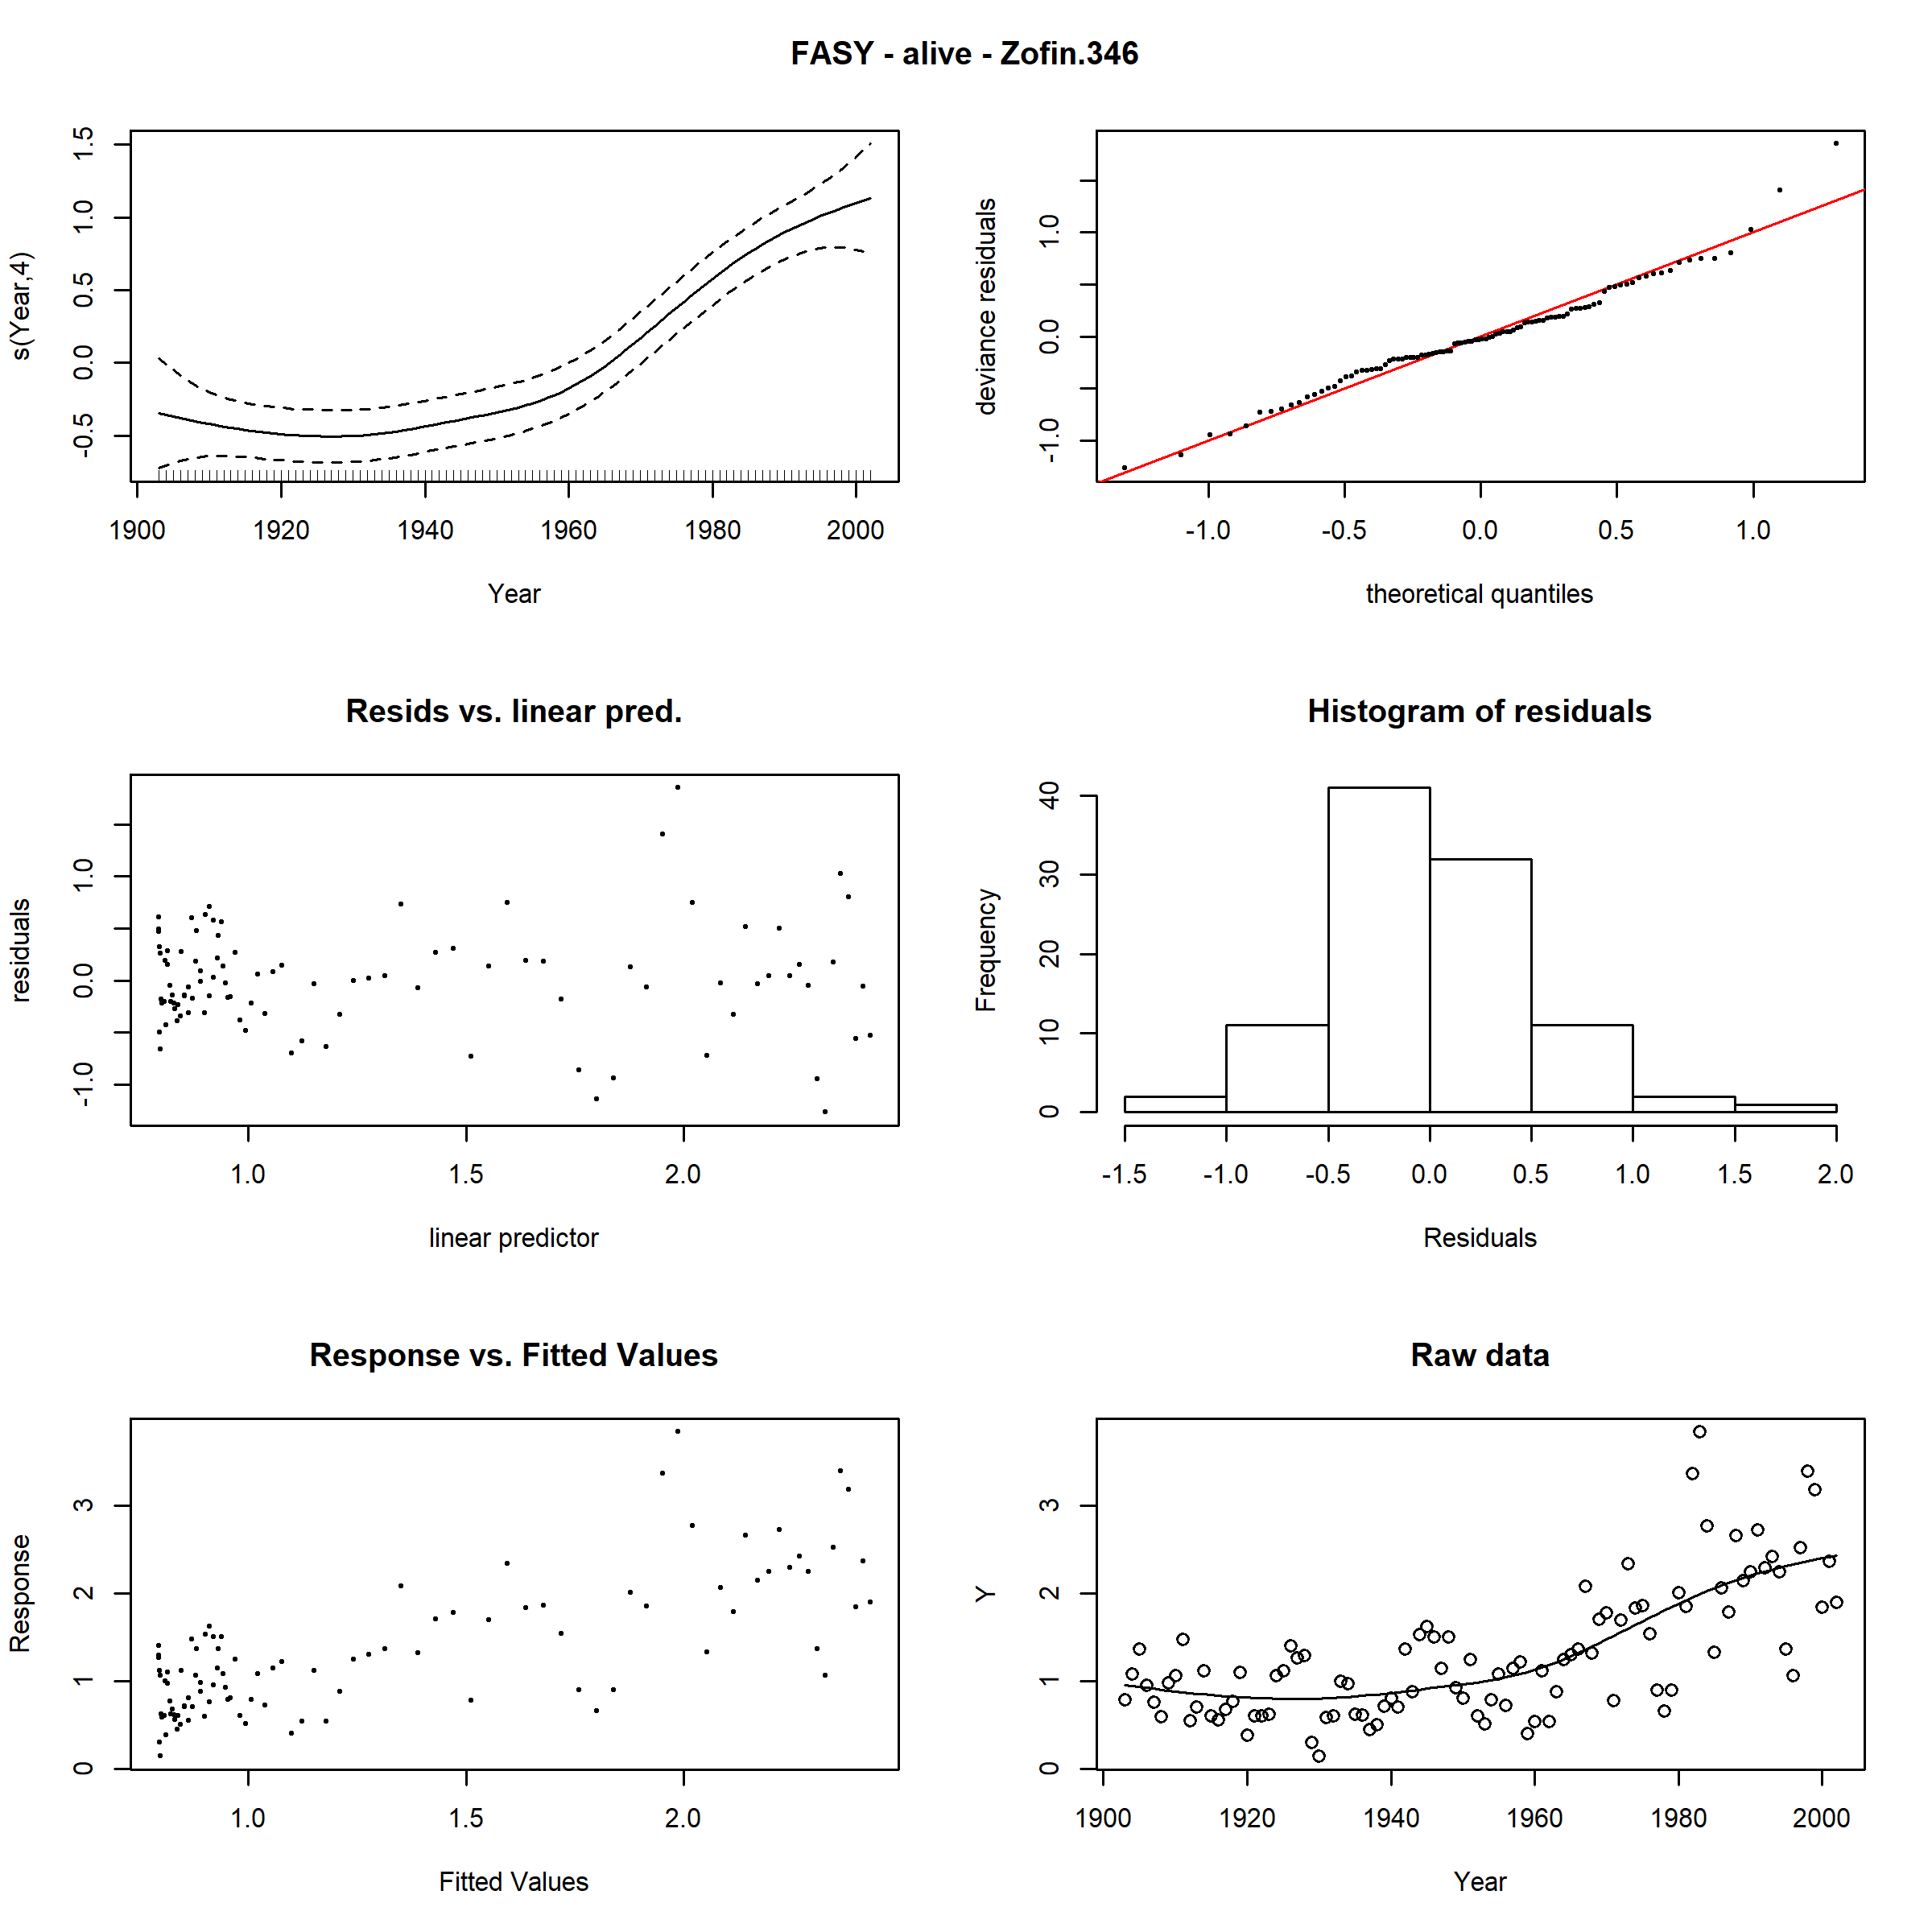 FASY - alive - Zofin.346
s(Year,4)
1.5
1.0
0.5
0.0
-0.5
1900 1920 1940 1960 1980 2000
Year
deviance residuals
1.0
0.0
-1.0
-1.0 -0.5 0.0 0.5 1.0
theoretical quantiles
Resids vs. linear pred.
residuals
1.0
0.0
-1.0
1.0 1.5 2.0
linear predictor
Histogram of residuals
Frequency
40
30
20
10
0
-1.5 -1.0 -0.5 0.0 0.5 1.0 1.5 2.0
Residuals
Response vs. Fitted Values
Response
3
2
1
0
1.0 1.5 2.0
Fitted Values
Raw data
Y
3
2
1
0
1900 1920 1940 1960 1980 2000
Year